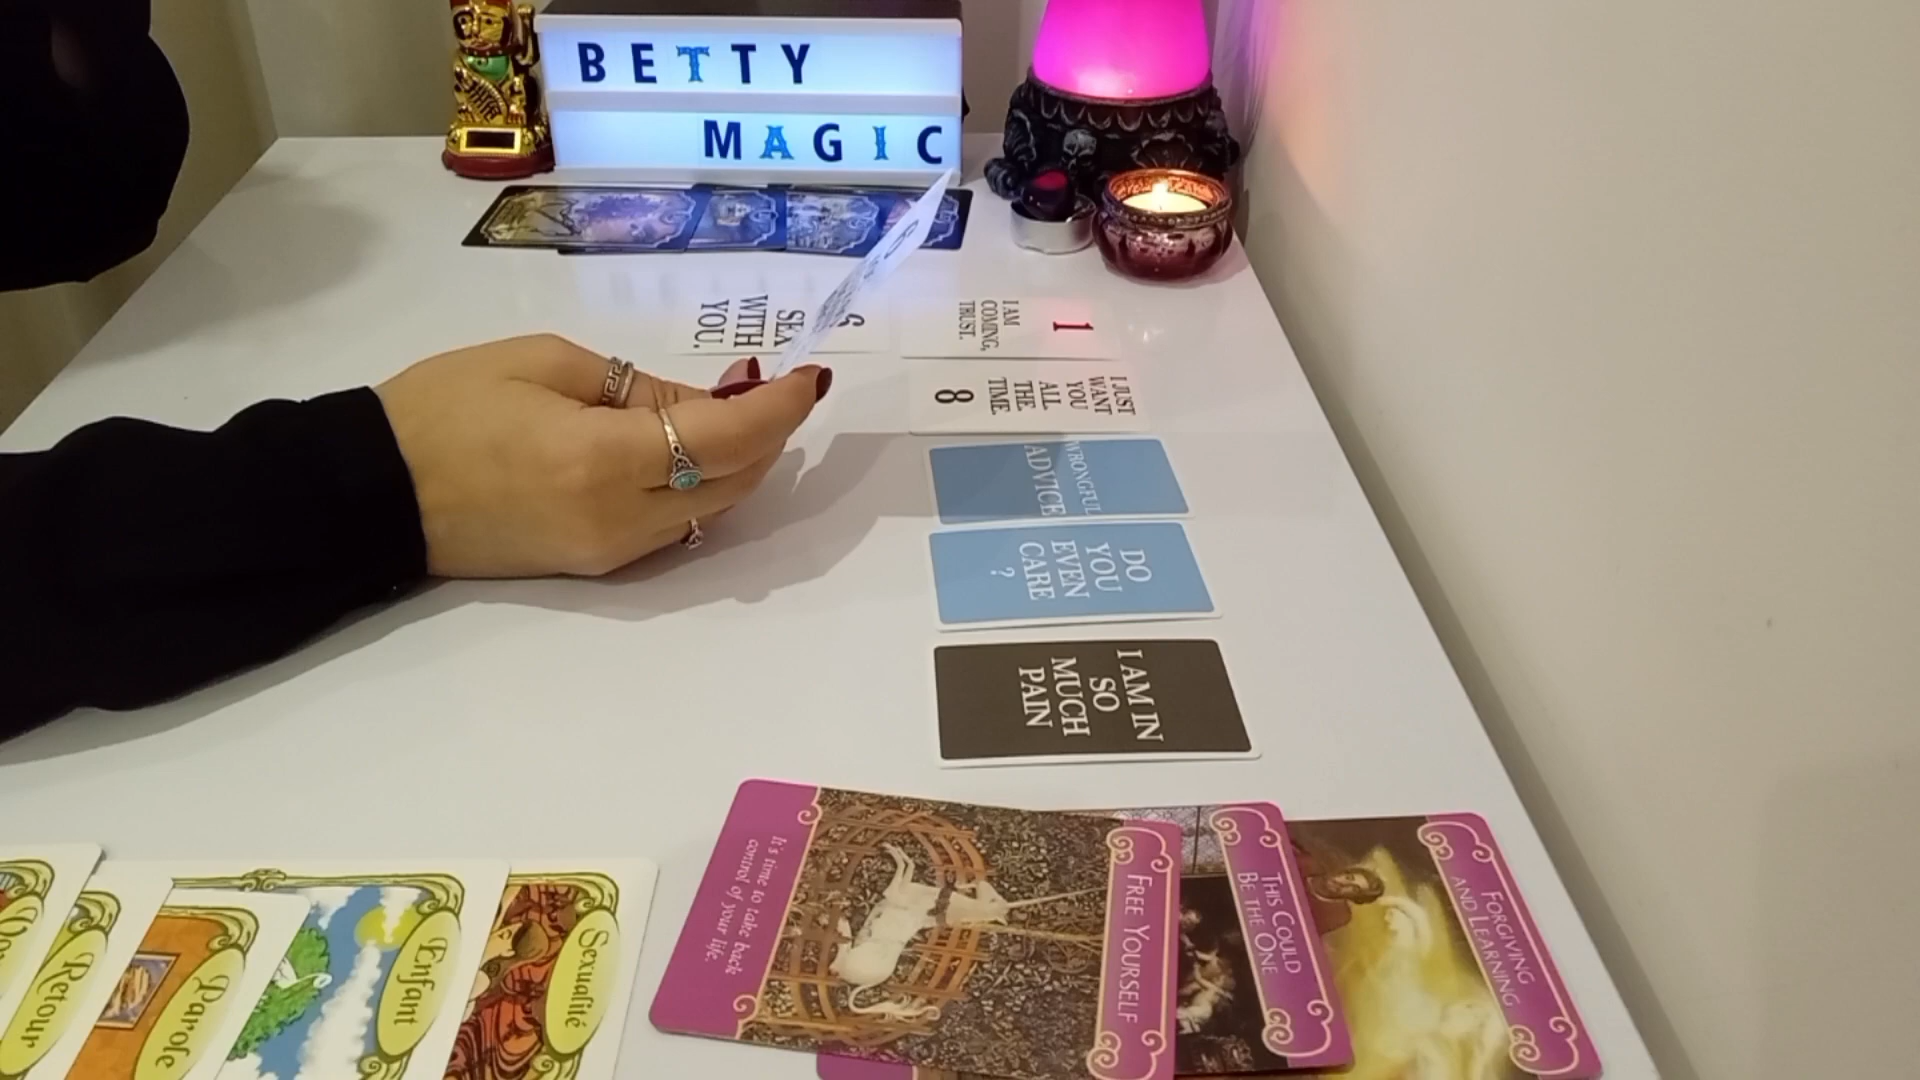 BETTY
MAGIC
SEX
WITH
YOU.
6
1
I AM
COMING,
TRUST.
I JUST
WANT
YOU
ALL
THE
TIME.
8
WRONGFUL
ADVICE
DO
YOU
EVEN
CARE
?
I AM IN
SO
MUCH
PAIN
It's time to take back
control of your life.
FREE YOURSELF
THIS COULD
BE THE ONE
FORGIVING
AND LEARNING
Retour
Parole
Enfant
Sexualité